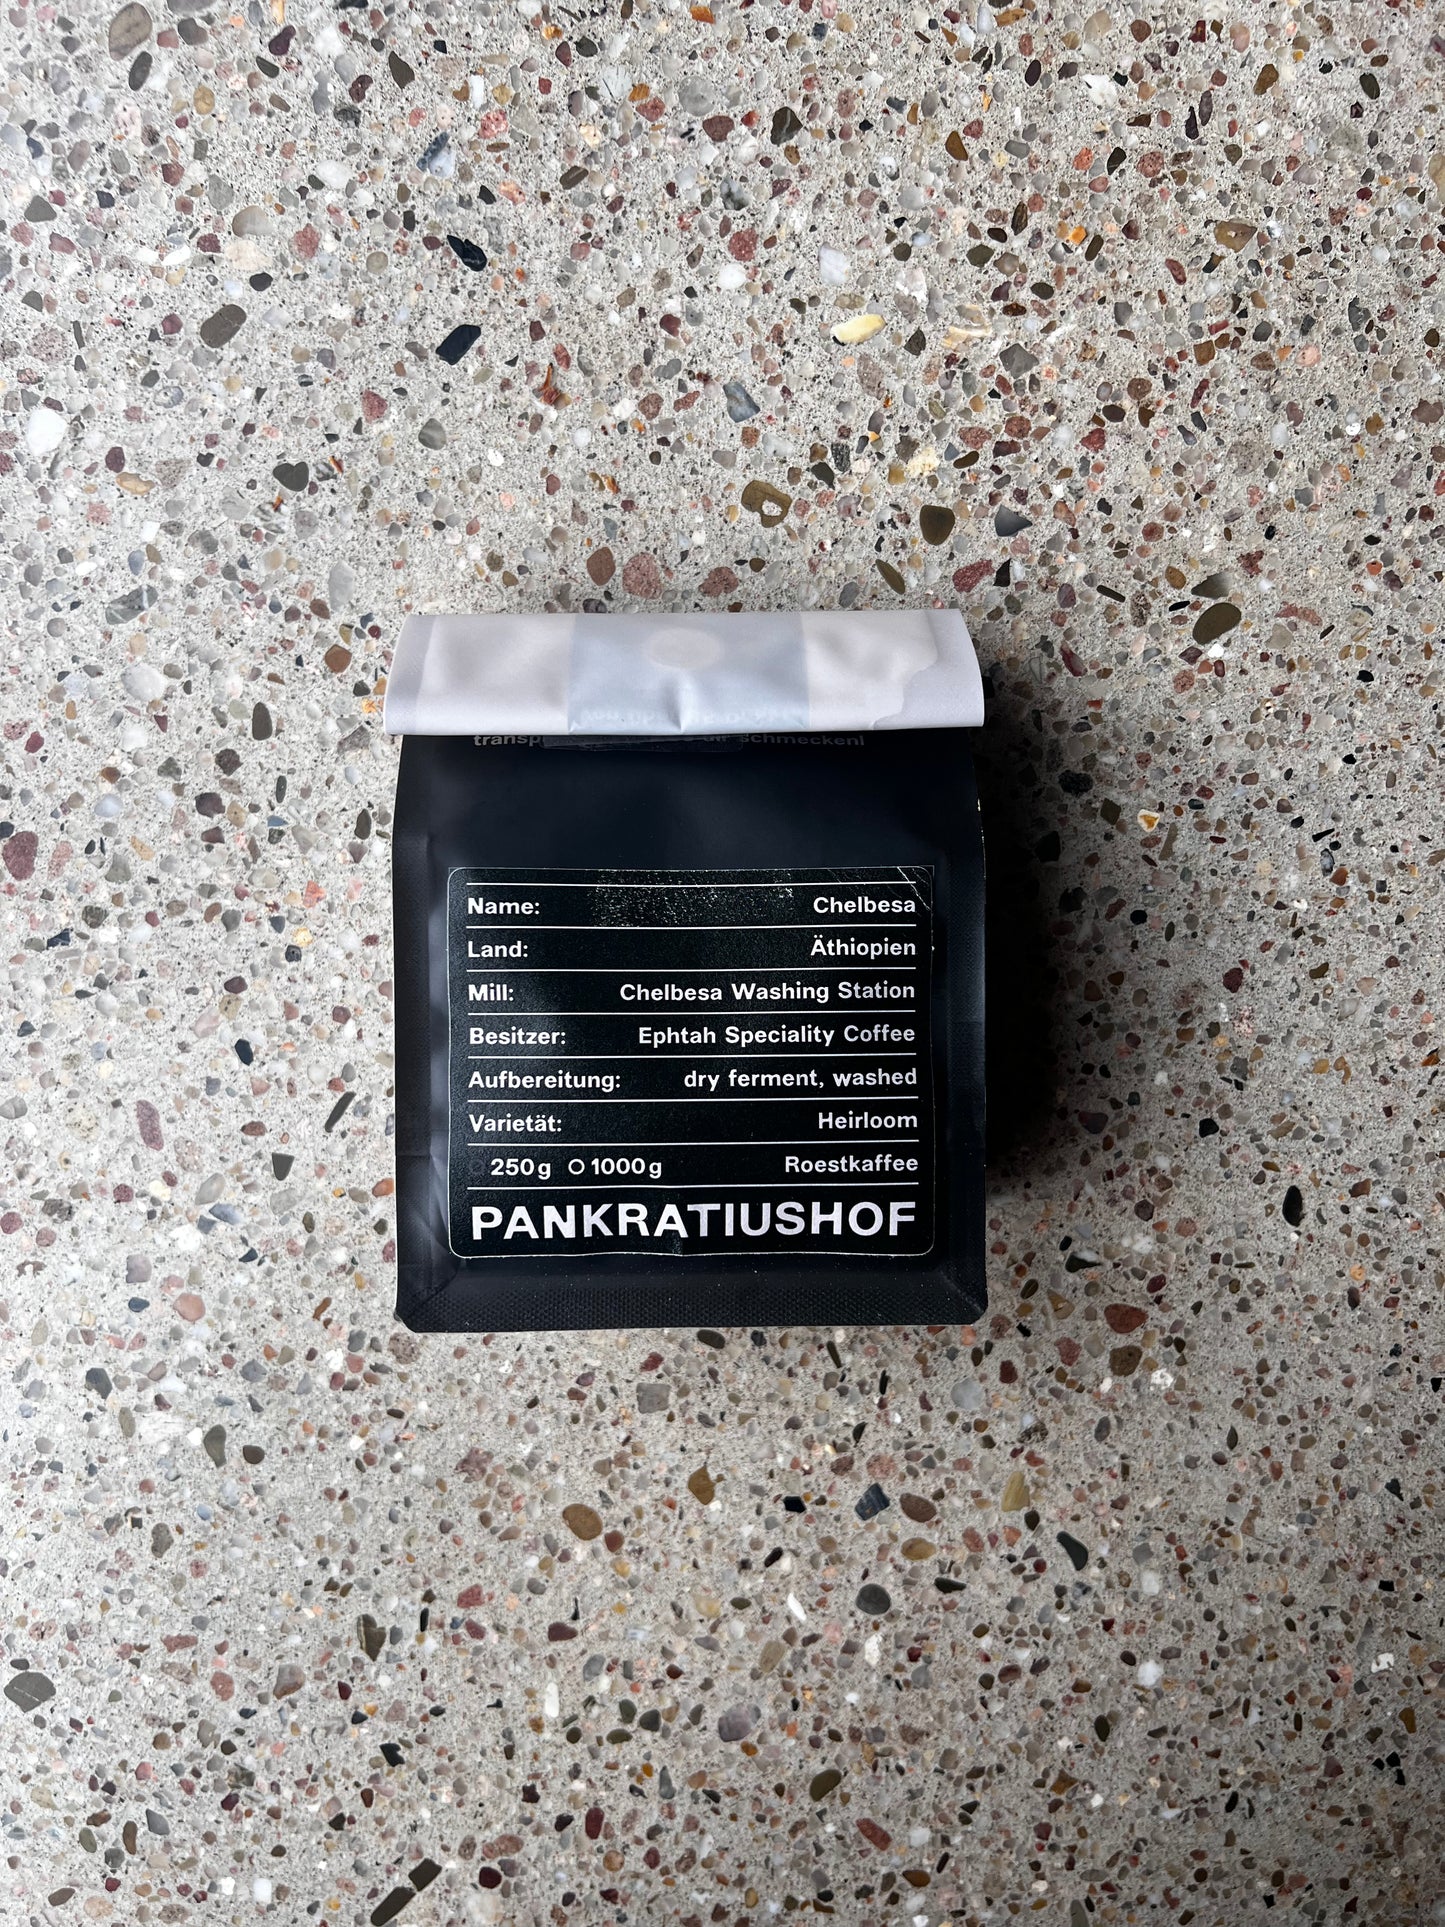 schmecken!
Name: Chelbesa
Land: Äthiopien
Mill: Chelbesa Washing Station
Besitzer: Ephtah Speciality Coffee
Aufbereitung: dry ferment, washed
Varietät: Heirloom
250g 1000g Roestkaffee
PANKRATIUSHOF